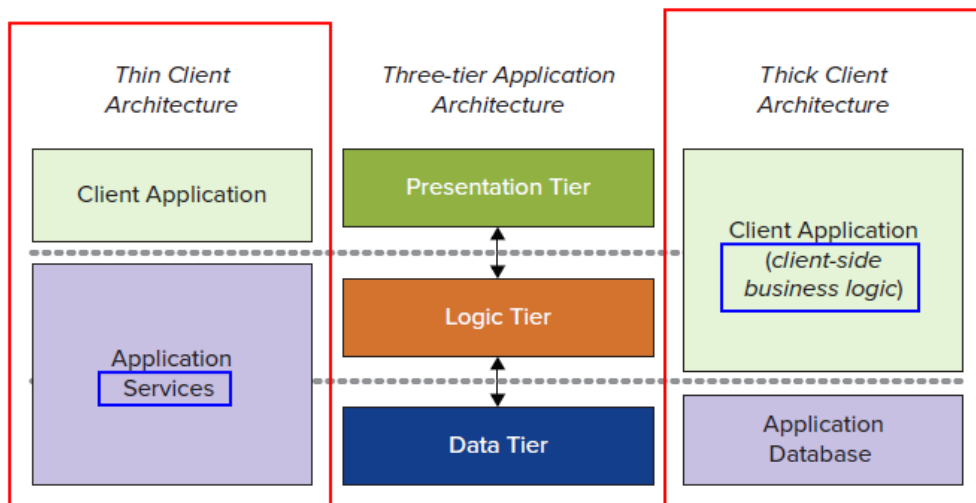 Thin Client
Architecture
Three-tier Application
Architecture
Thick Client
Architecture
Client Application
Presentation Tier
Client Application
(client-side
business logic)
Logic Tier
Application
Services
Data Tier
Application
Database